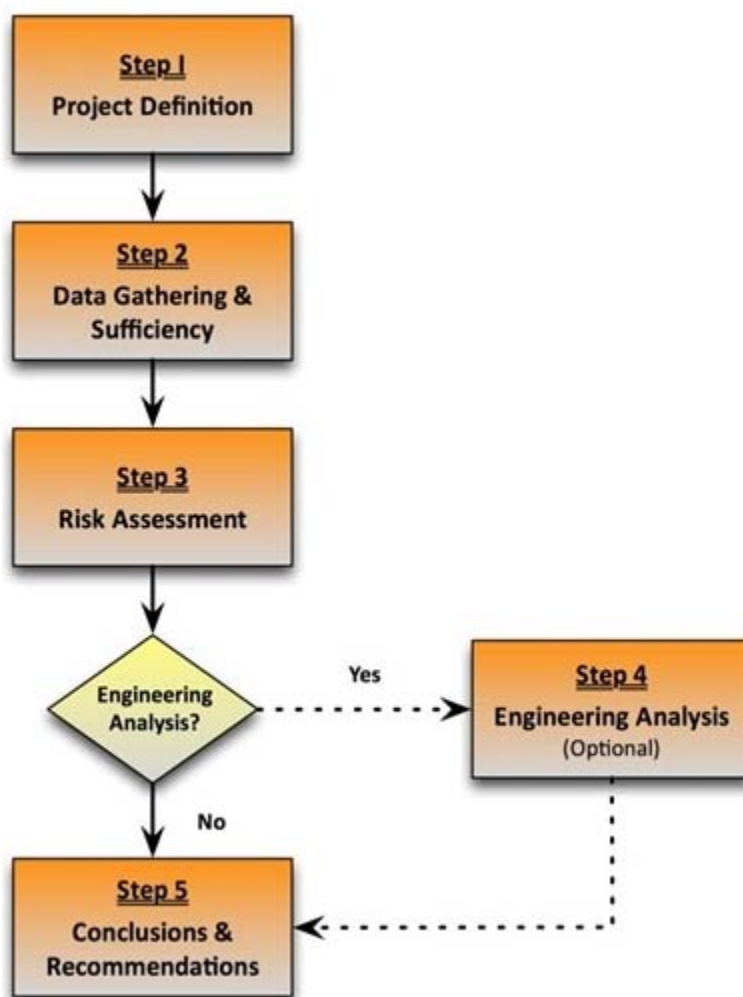 Step I
Project Definition
Step 2
Data Gathering &
Sufficiency
Step 3
Risk Assessment
Engineering
Analysis?
Yes
Step 4
Engineering Analysis
(Optional)
No
Step 5
Conclusions &
Recommendations